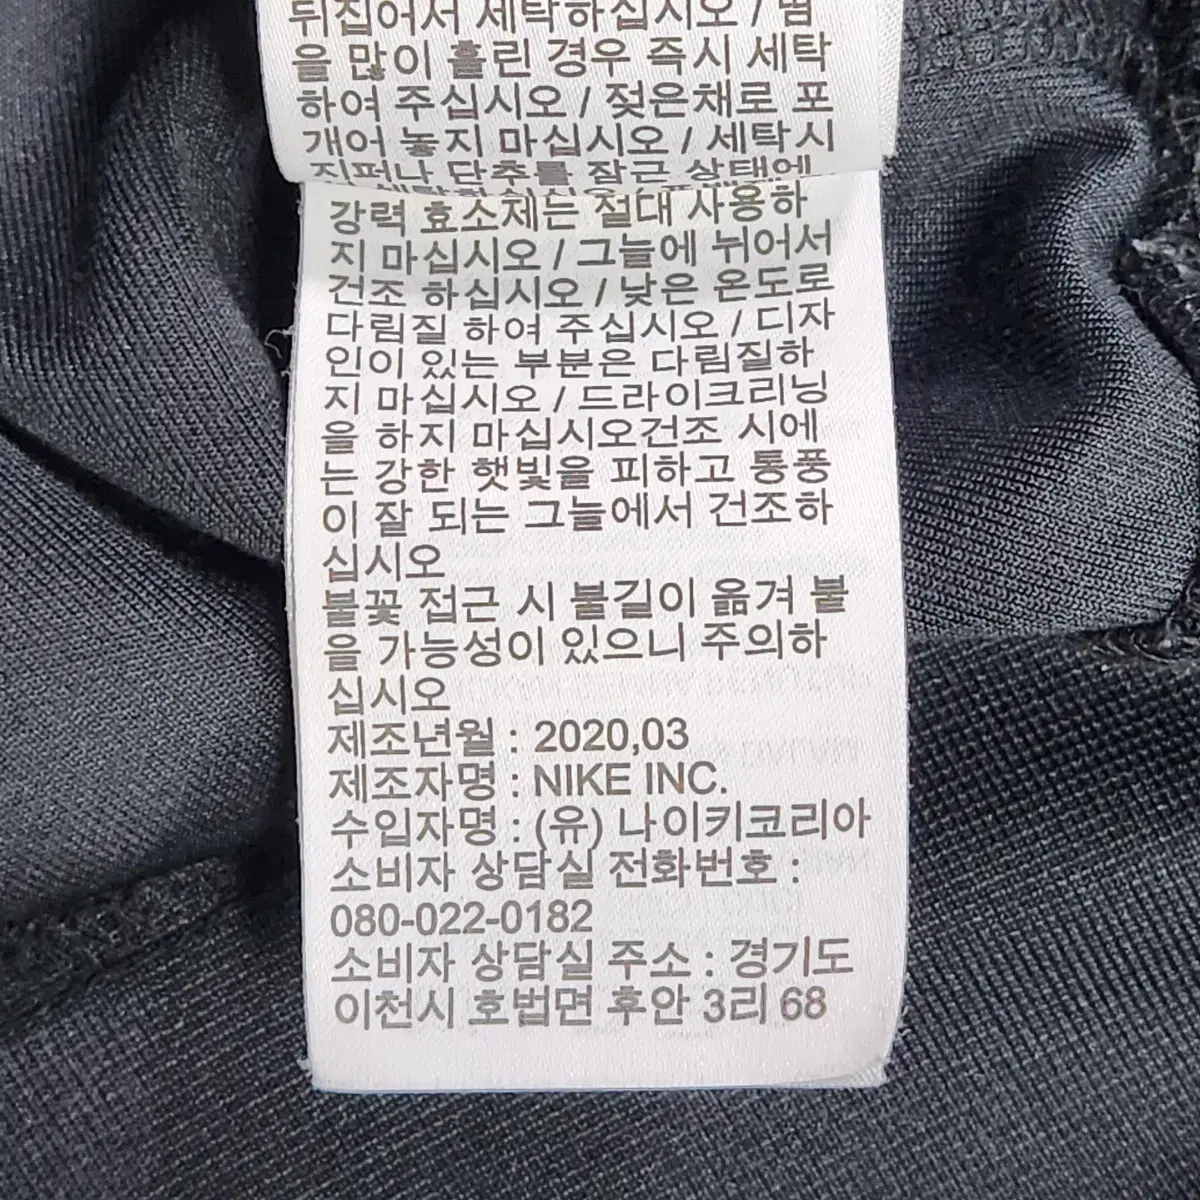 뒤집어서 세탁하십시오 / 땀
을 많이 흘린 경우 즉시 세탁
하여 주십시오 / 젖은채로 포
개어 놓지 마십시오 / 세탁시
지퍼나 단추를 잠근 상태에
강력 효소제는 절대 사용하
지 마십시오 / 그늘에 뉘어서
건조 하십시오 / 낮은 온도로
다림질 하여 주십시오 / 디자
인이 있는 부분은 다림질하
지 마십시오 / 드라이크리닝
을 하지 마십시오건조 시에
는 강한 햇빛을 피하고 통풍
이 잘 되는 그늘에서 건조하
십시오
불꽃 접근 시 불길이 옮겨 붙
을 가능성이 있으니 주의하
십시오
제조년월 : 2020,03
제조자명 : NIKE INC.
수입자명 : (유) 나이키코리아
소비자 상담실 전화번호 :
080-022-0182
소비자 상담실 주소 : 경기도
이천시 호법면 후안 3리 68